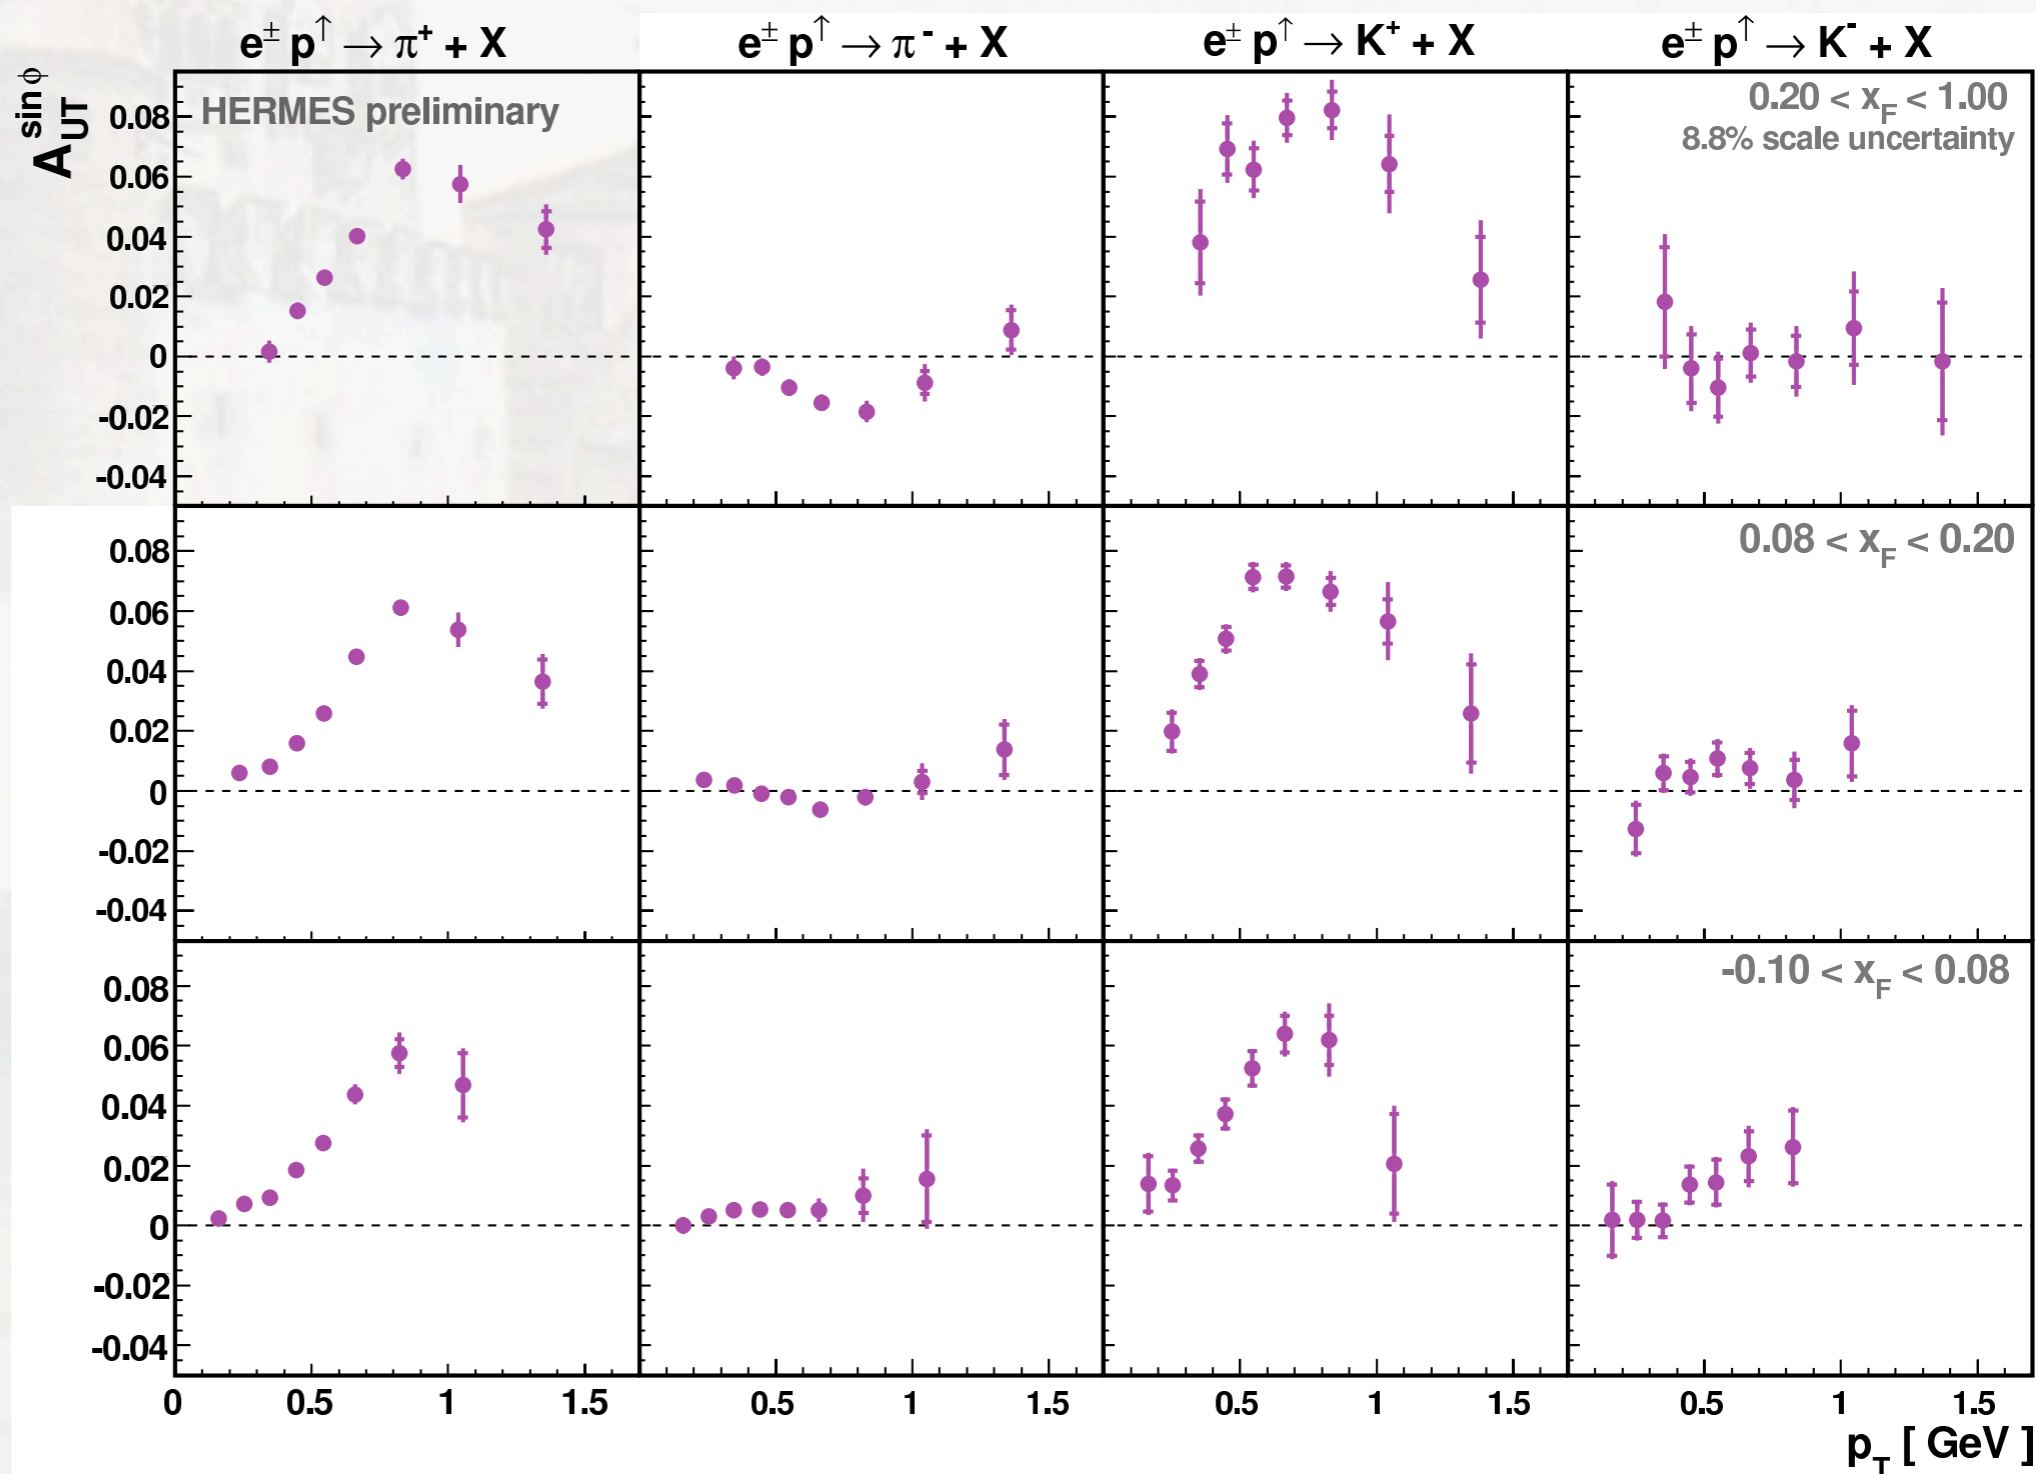 e± p↑ → π+ + X
e± p↑ → π- + X
e± p↑ → K+ + X
e± p↑ → K- + X
A_UT^sin ϕ
HERMES preliminary
0.20 < x_F < 1.00
8.8% scale uncertainty
0.08
0.06
0.04
0.02
0
-0.02
-0.04
0.08 < x_F < 0.20
0.08
0.06
0.04
0.02
0
-0.02
-0.04
-0.10 < x_F < 0.08
0.08
0.06
0.04
0.02
0
-0.02
-0.04
0 0.5 1 1.5 0.5 1 1.5 0.5 1 1.5 0.5 1 1.5
p_T [ GeV ]